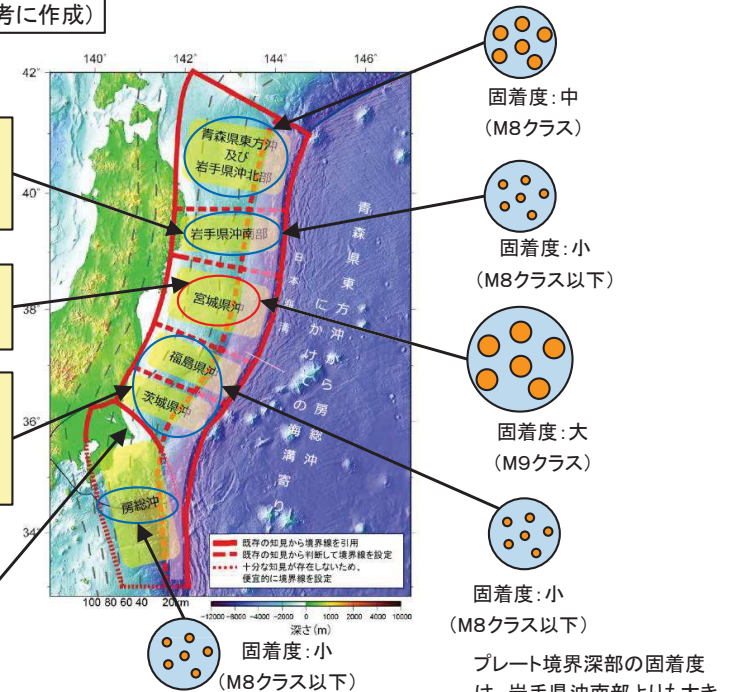 考に作成）
140°
142°
144°
146°
42°
40°
38°
36°
34°
青森県東方沖
及び
岩手県沖北部
岩手県沖南部
宮城県沖
福島県沖
茨城県沖
房総沖
日本海溝
青森県東方沖から房総沖
にかけての海溝寄り
既存の知見から境界線を引用
既存の知見から判断して境界線を設定
十分な知見が存在しないため、
便宜的に境界線を設定
100 80 60 40 20km
-12000 -8000 -4000 -2000 0 1000 2000 4000 10000
深さ(m)
固着度：中
（M8クラス）
固着度：小
（M8クラス以下）
固着度：大
（M9クラス）
固着度：小
（M8クラス以下）
固着度：小
（M8クラス以下）
プレート境界深部の固着度
は、岩手県沖南部よりも大き